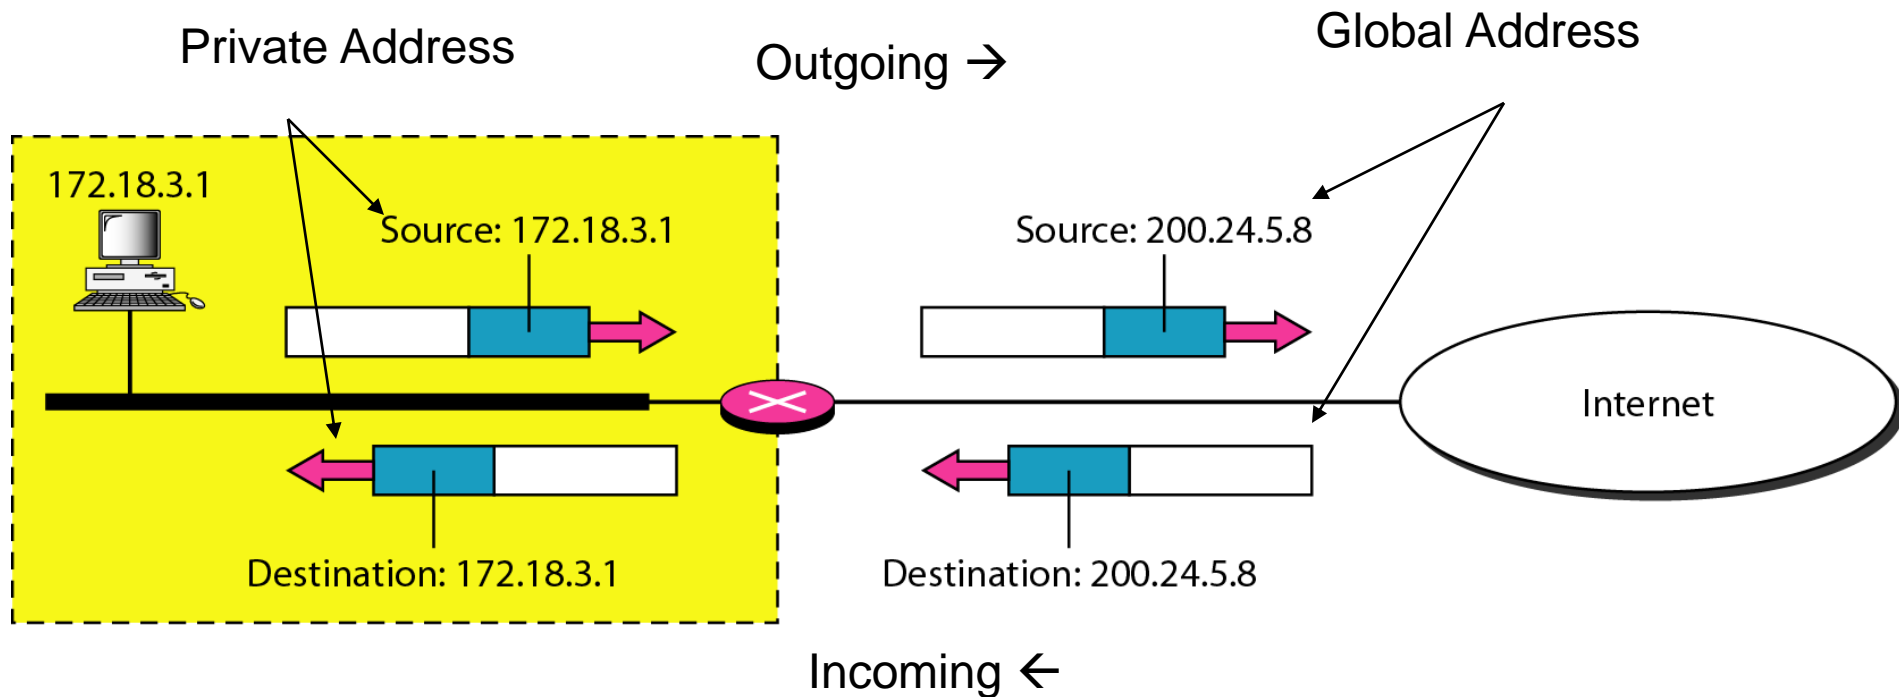 Private Address
Outgoing →
Global Address
172.18.3.1
Source: 172.18.3.1
Source: 200.24.5.8
Internet
Destination: 172.18.3.1
Destination: 200.24.5.8
Incoming ←